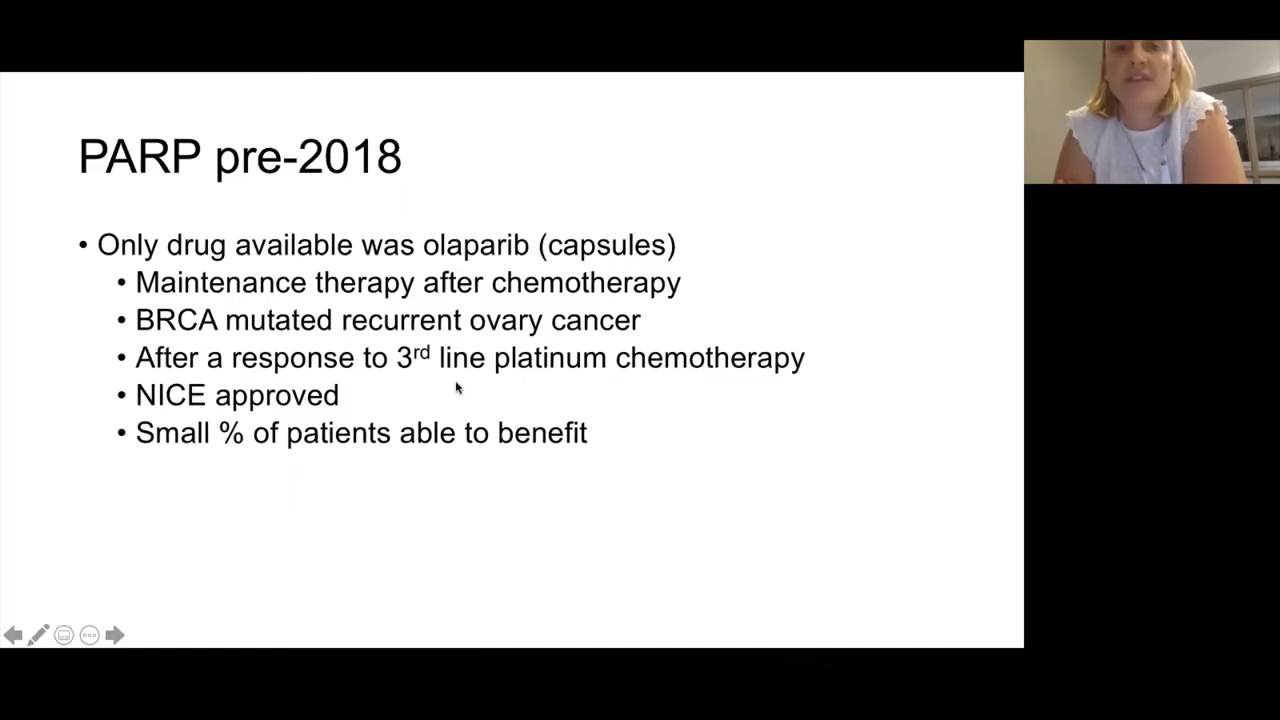 PARP pre-2018
• Only drug available was olaparib (capsules)
• Maintenance therapy after chemotherapy
• BRCA mutated recurrent ovary cancer
• After a response to 3rd line platinum chemotherapy
• NICE approved
• Small % of patients able to benefit